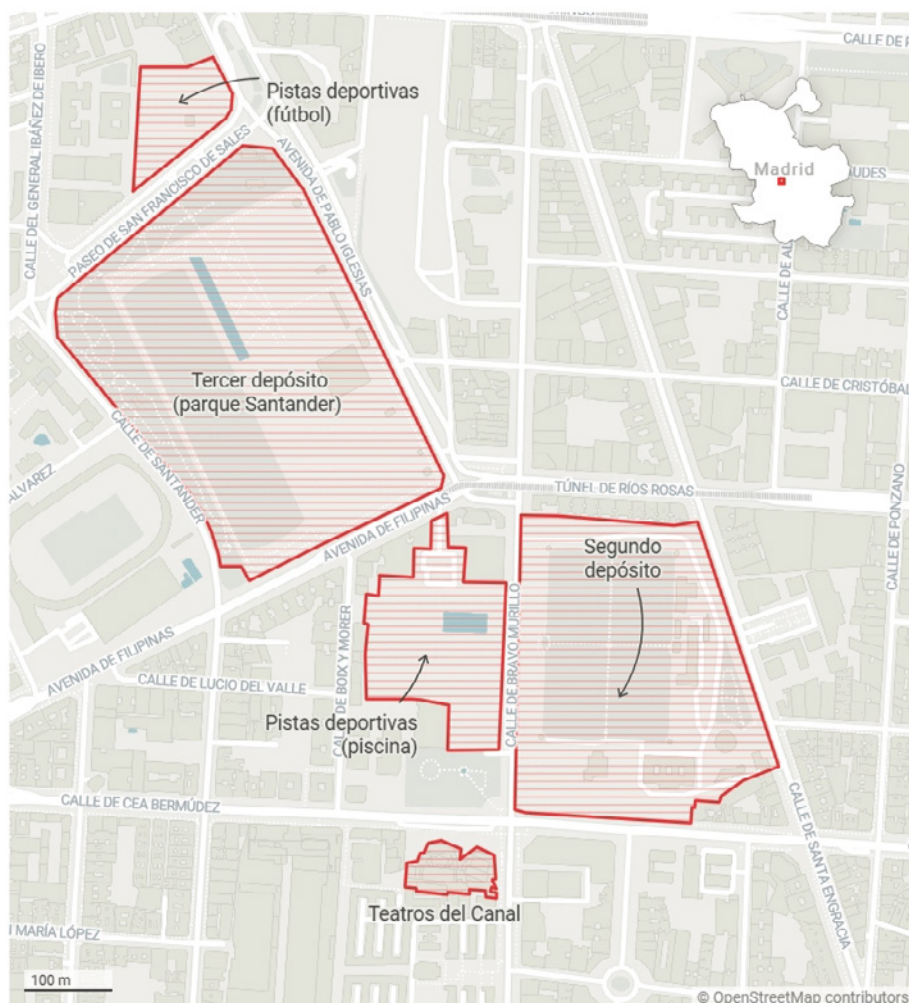 CALLE DE
Pistas deportivas
(fútbol)
CALLE DEL GENERAL IBÁÑEZ DE IBERO
PASEO DE SAN FRANCISCO DE SALES
AVENIDA DE PABLO IGLESIAS
Madrid
Tercer depósito
(parque Santander)
CALLE DE CRISTÓBAL
CALLE DE SANTANDER
ALVAREZ
TÚNEL DE RÍOS ROSAS
CALLE DE PONZANO
AVENIDA DE FILIPINAS
Segundo
depósito
CALLE DE BRAVO MURILLO
CALLE DE BOIX Y MORER
AVENIDA DE FILIPINAS
CALLE DE LUCIO DEL VALLE
Pistas deportivas
(piscina)
CALLE DE CEA BERMÚDEZ
CALLE DE SANTA ENGRACIA
Teatros del Canal
MARÍA LÓPEZ
100 m
© OpenStreetMap contributors